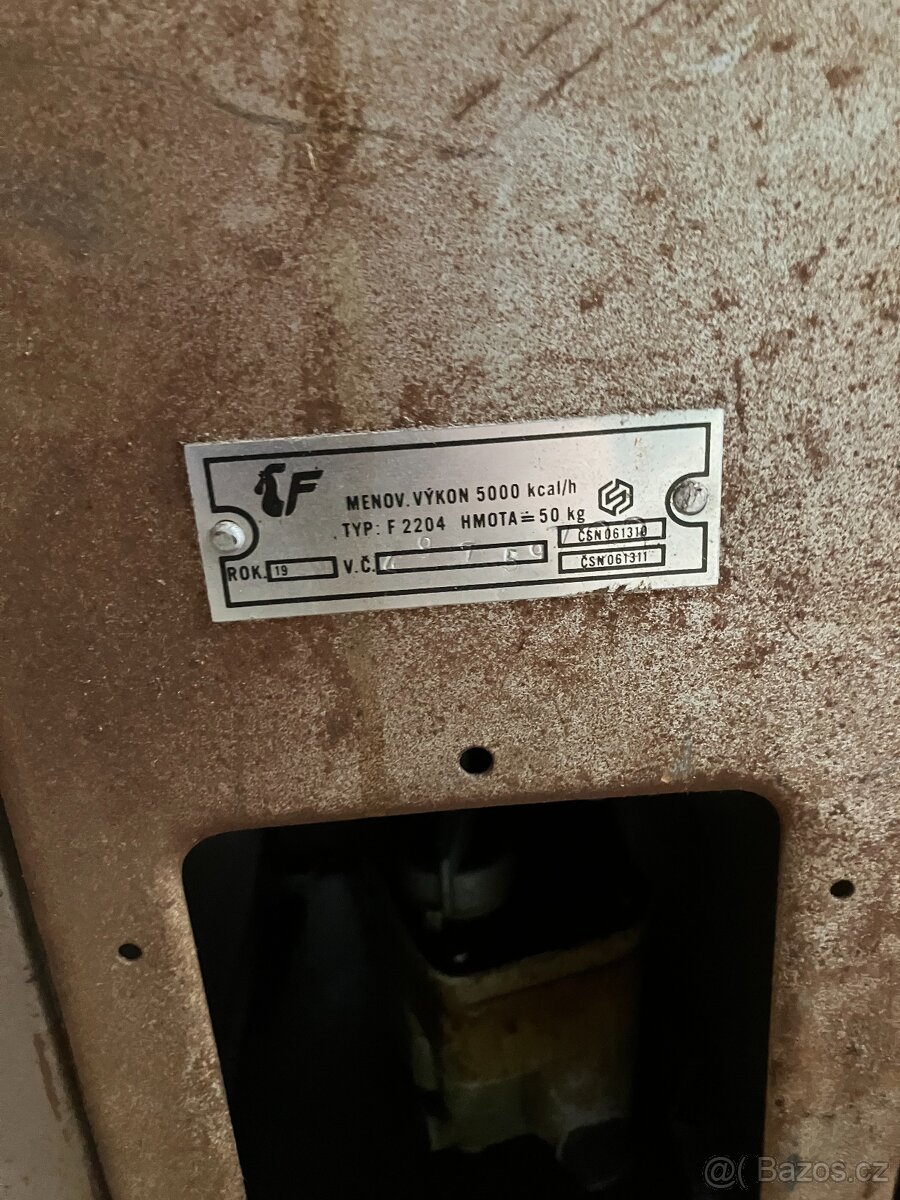 F
MENOV. VÝKON 5000 kcal/h
TYP: F 2204 HMOTA = 50 kg
ČSN 061310
ROK. 19 V.Č.
ČSN 061311
@( Bazos.cz